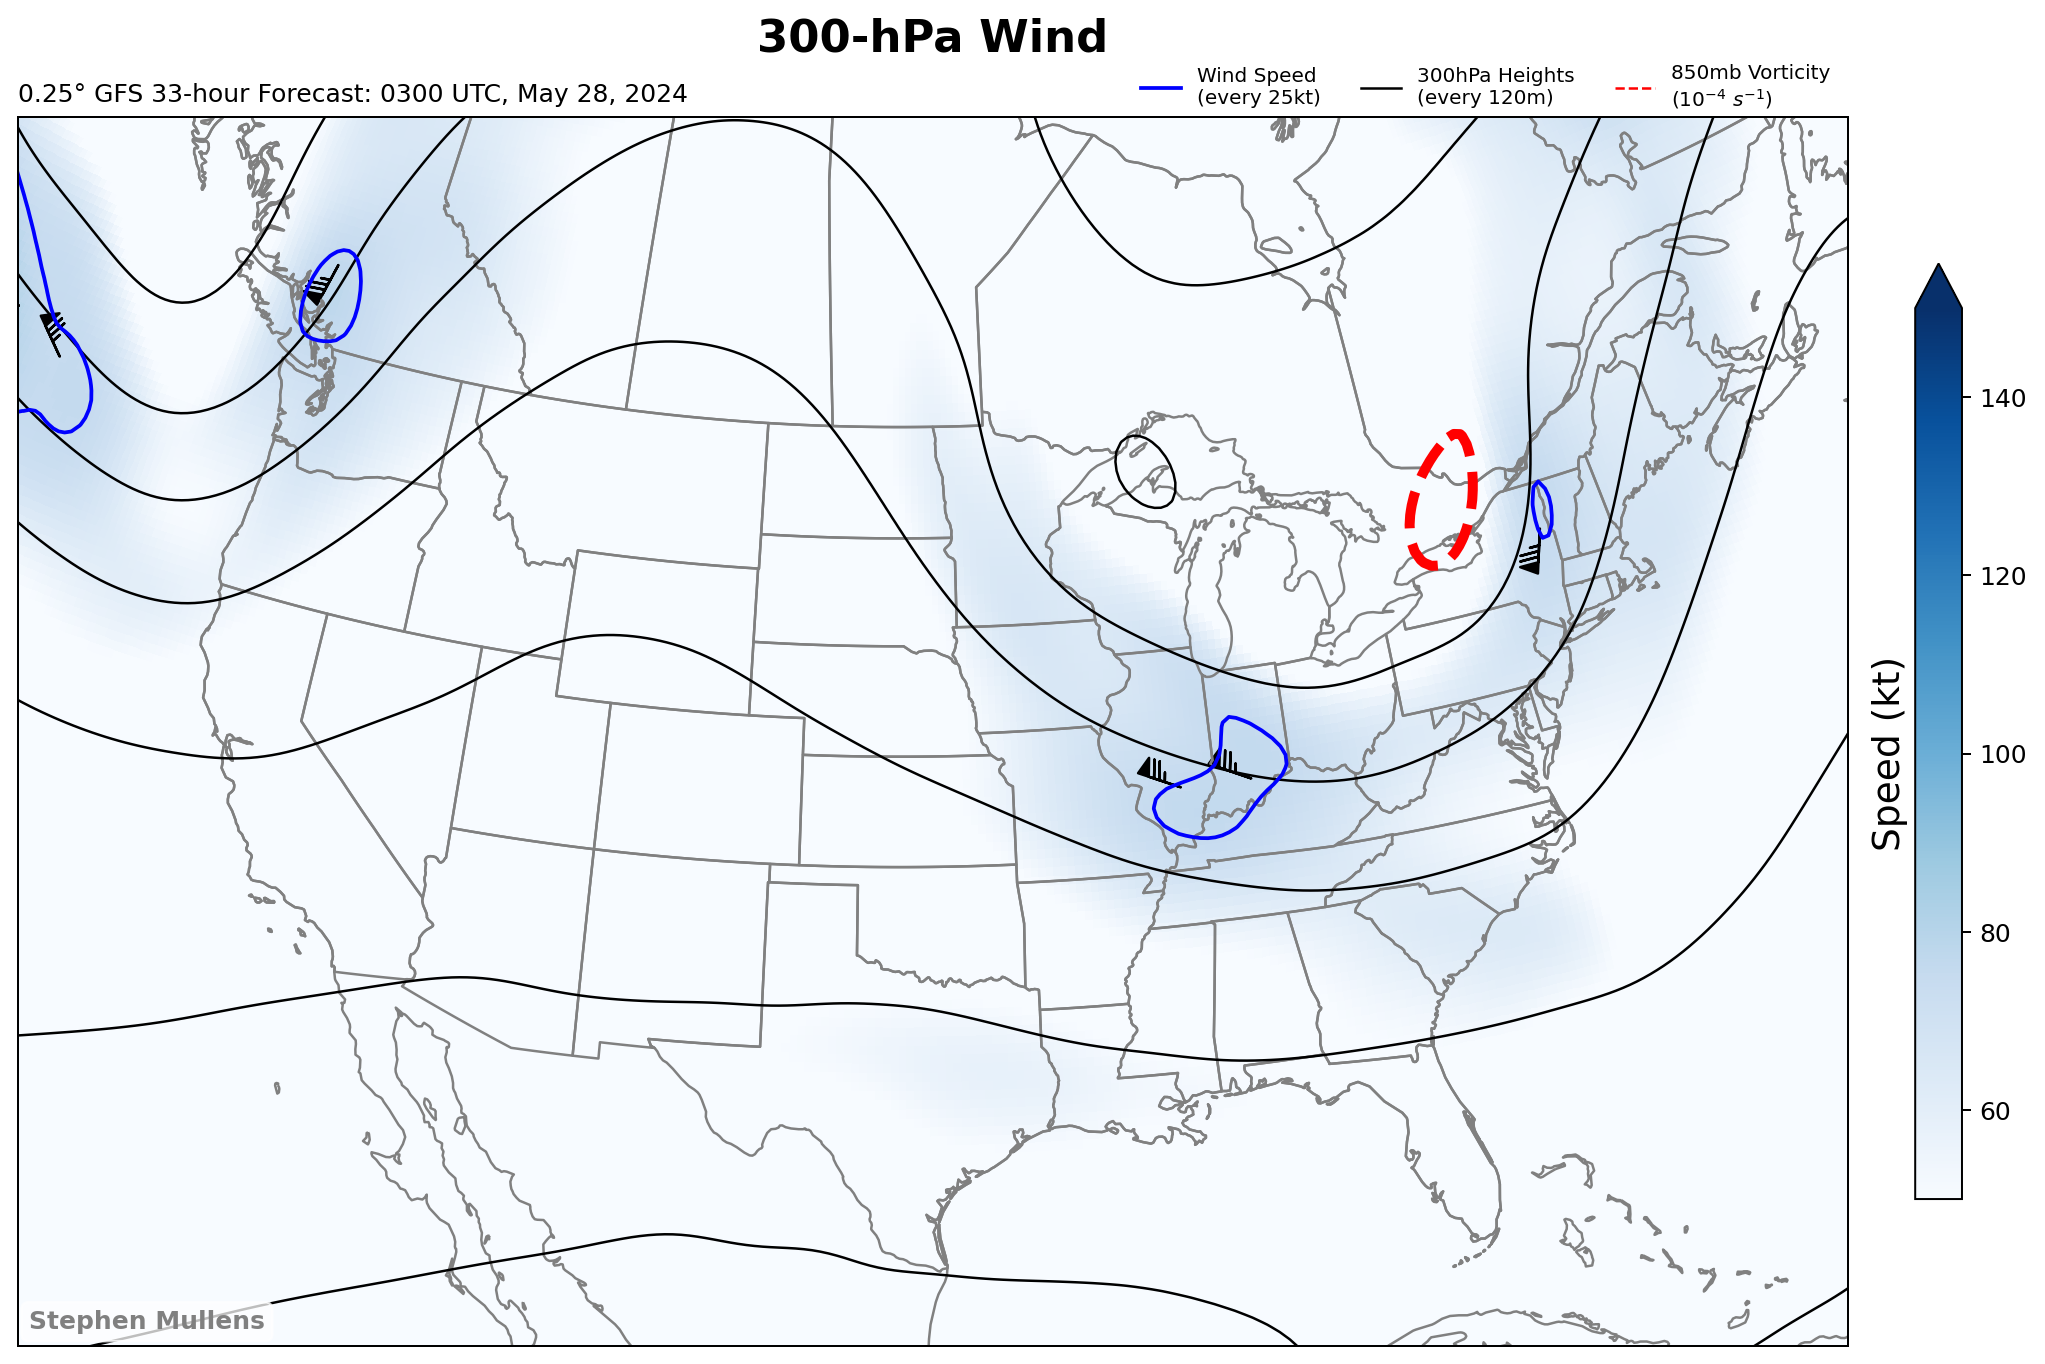 300-hPa Wind
0.25° GFS 33-hour Forecast: 0300 UTC, May 28, 2024
Wind Speed
(every 25kt)
300hPa Heights
(every 120m)
850mb Vorticity
(10⁻⁴ s⁻¹)
140
120
100
80
60
Speed (kt)
Stephen Mullens